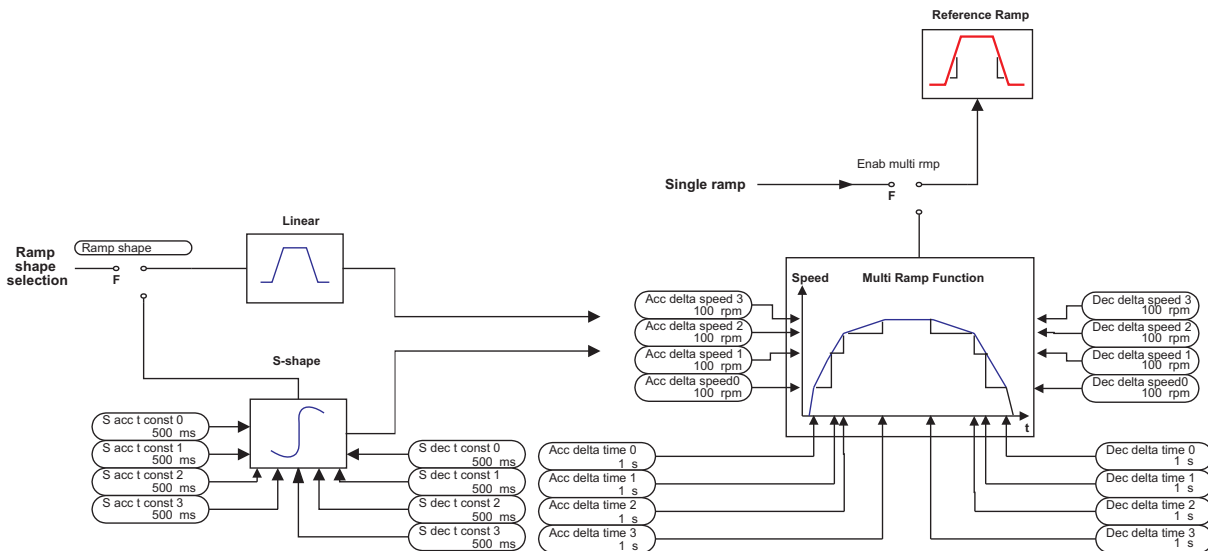 Reference Ramp
Enab multi rmp
Single ramp
F
Linear
Ramp shape
Ramp
shape
selection
F
Speed
Multi Ramp Function
t
Acc delta speed 3
100 rpm
Acc delta speed 2
100 rpm
Acc delta speed 1
100 rpm
Acc delta speed0
100 rpm
Dec delta speed 3
100 rpm
Dec delta speed 2
100 rpm
Dec delta speed 1
100 rpm
Dec delta speed0
100 rpm
S-shape
S acc t const 0
500 ms
S acc t const 1
500 ms
S acc t const 2
500 ms
S acc t const 3
500 ms
S dec t const 0
500 ms
S dec t const 1
500 ms
S dec t const 2
500 ms
S dec t const 3
500 ms
Acc delta time 0
1 s
Acc delta time 1
1 s
Acc delta time 2
1 s
Acc delta time 3
1 s
Dec delta time 0
1 s
Dec delta time 1
1 s
Dec delta time 2
1 s
Dec delta time 3
1 s